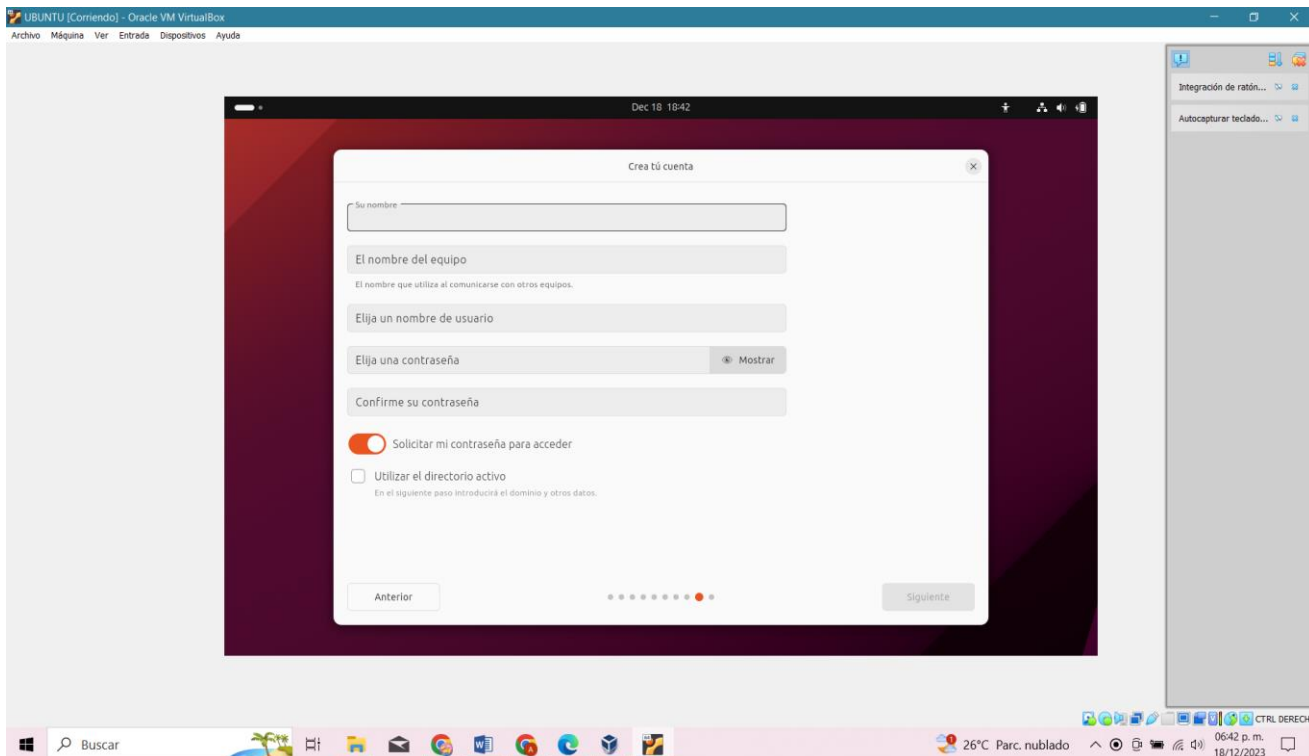 UBUNTU [Corriendo] - Oracle VM VirtualBox
Archivo Máquina Ver Entrada Dispositivos Ayuda
Integración de ratón...
Autocapturar teclado...
Dec 18 18:42
Crea tú cuenta
Su nombre
El nombre del equipo
El nombre que utiliza al comunicarse con otros equipos.
Elija un nombre de usuario
Elija una contraseña
Mostrar
Confirme su contraseña
Solicitar mi contraseña para acceder
Utilizar el directorio activo
En el siguiente paso introducirá el dominio y otros datos.
Anterior
Siguiente
CTRL DERECH
Buscar
26°C Parc. nublado
06:42 p. m.
18/12/2023